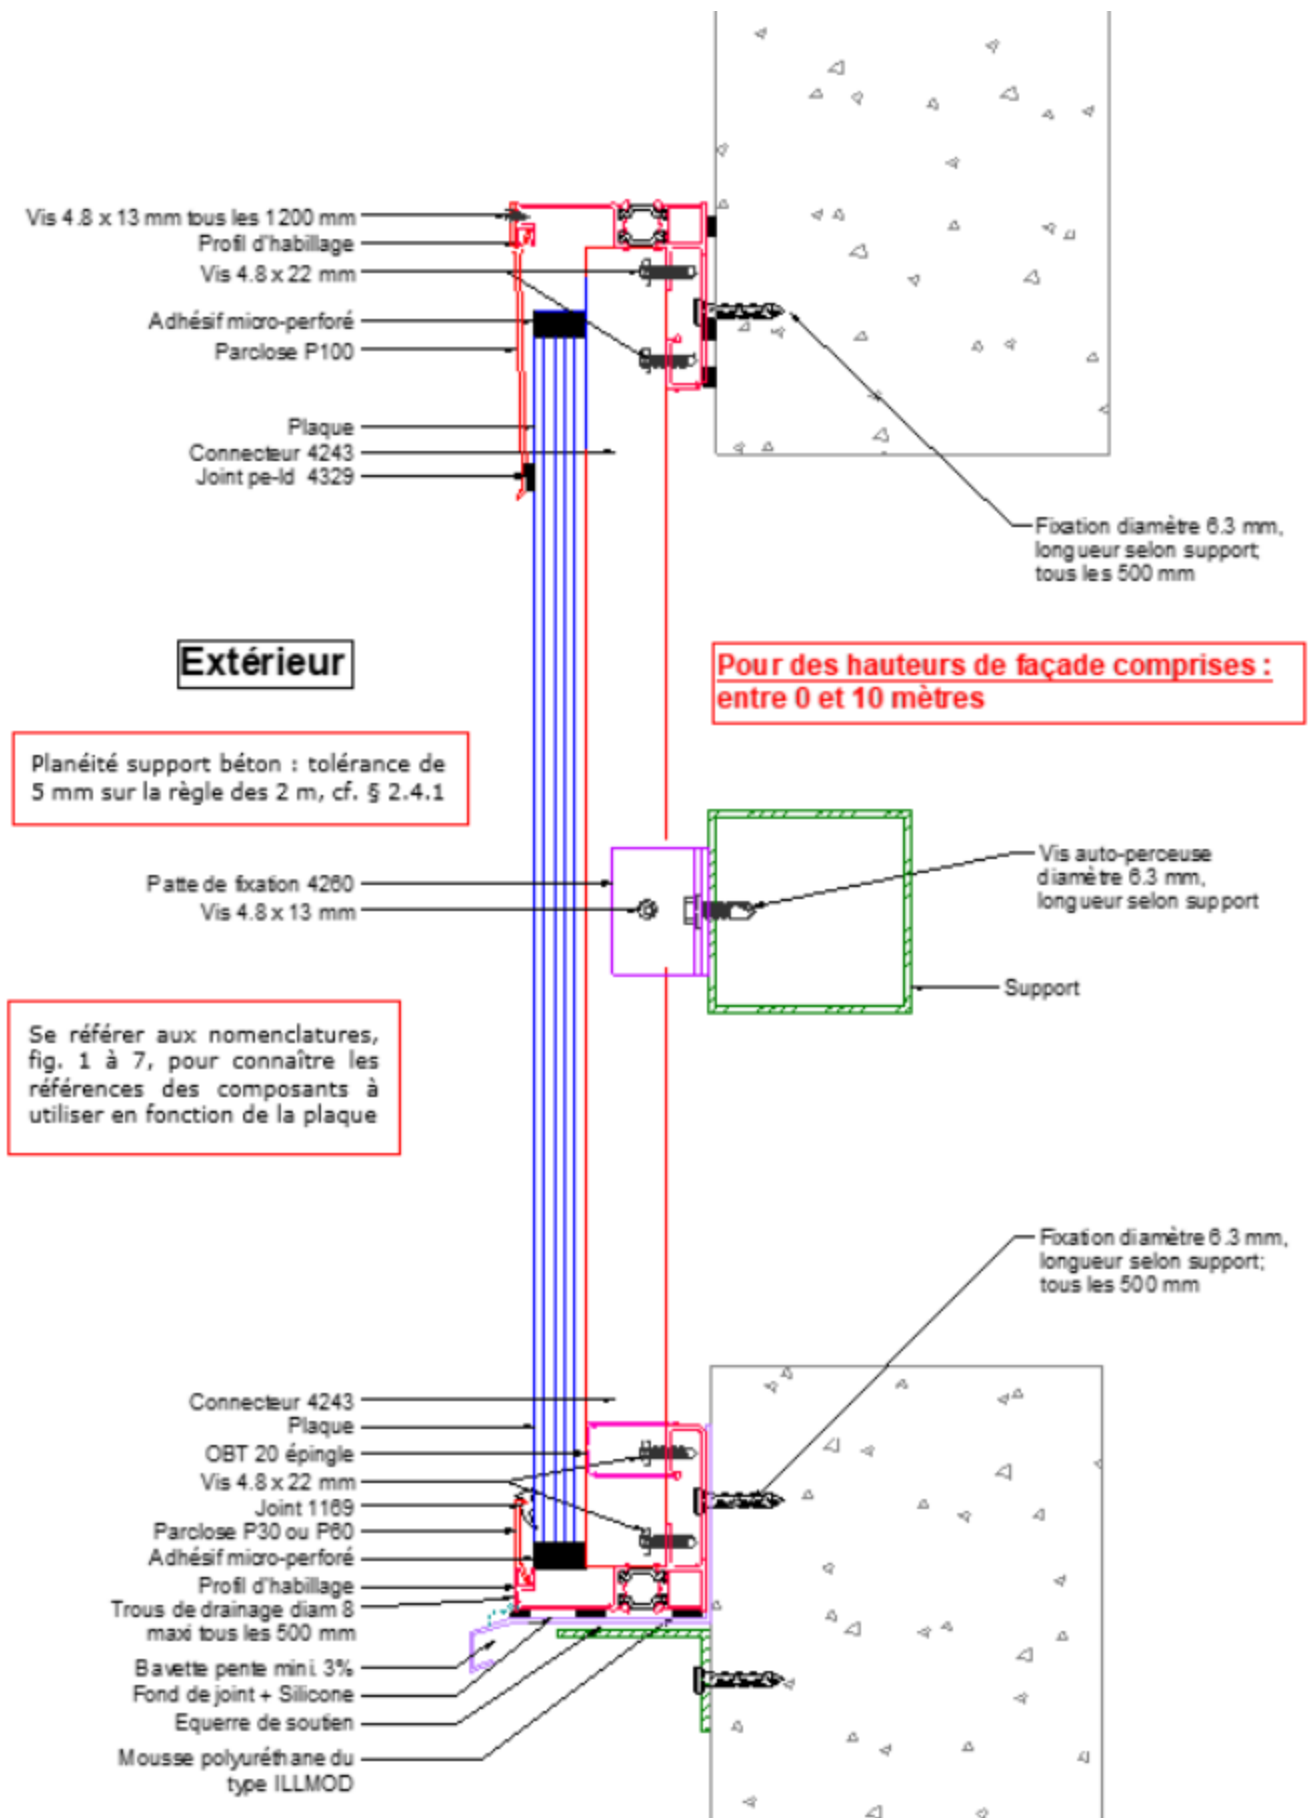 Vis 4.8 x 13 mm tous les 1200 mm
Profil d'habillage
Vis 4.8 x 22 mm
Adhésif micro-perforé
Parclose P100
Plaque
Connecteur 4243
Joint pe-ld 4329
Fixation diamètre 6.3 mm,
longueur selon support;
tous les 500 mm
Extérieur
Pour des hauteurs de façade comprises :
entre 0 et 10 mètres
Planéité support béton : tolérance de
5 mm sur la règle des 2 m, cf. § 2.4.1
Patte de fixation 4260
Vis 4.8 x 13 mm
Vis auto-perceuse
diamètre 6.3 mm,
longueur selon support
Support
Se référer aux nomenclatures,
fig. 1 à 7, pour connaître les
références des composants à
utiliser en fonction de la plaque
Fixation diamètre 6.3 mm,
longueur selon support;
tous les 500 mm
Connecteur 4243
Plaque
OBT 20 épingle
Vis 4.8 x 22 mm
Joint 1169
Parclose P30 ou P60
Adhésif micro-perforé
Profil d'habillage
Trous de drainage diam 8
maxi tous les 500 mm
Bavette pente mini. 3%
Fond de joint + Silicone
Equerre de soutien
Mousse polyuréthane du
type ILLMOD